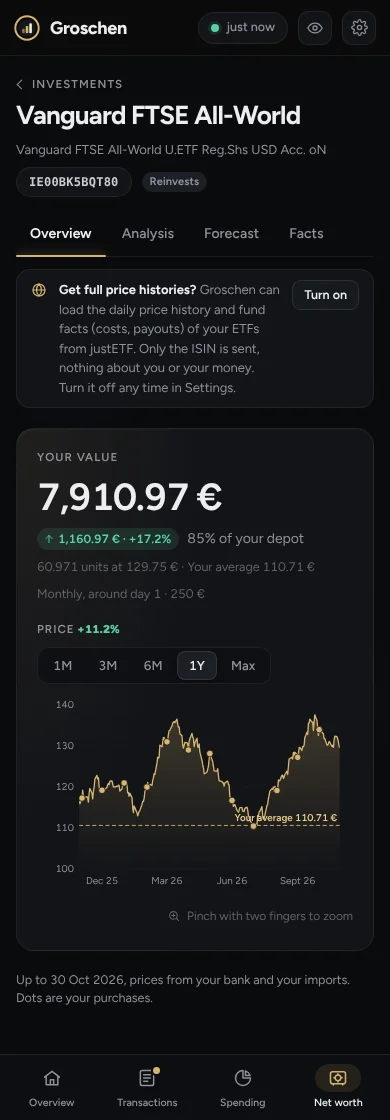 Groschen
just now
INVESTMENTS
Vanguard FTSE All-World
Vanguard FTSE All-World U.ETF Reg.Shs USD Acc. oN
IE00BK5BQT80
Reinvests
Overview
Analysis
Forecast
Facts
Get full price histories? Groschen can
load the daily price history and fund
facts (costs, payouts) of your ETFs
from justETF. Only the ISIN is sent,
nothing about you or your money.
Turn it off any time in Settings.
Turn on
YOUR VALUE
7,910.97 €
↑ 1,160.97 € · +17.2%
85% of your depot
60.971 units at 129.75 € · Your average 110.71 €
Monthly, around day 1 · 250 €
PRICE +11.2%
1M
3M
6M
1Y
Max
140
130
120
110
100
Your average 110.71 €
Dec 25
Mar 26
Jun 26
Sept 26
Pinch with two fingers to zoom
Up to 30 Oct 2026, prices from your bank and your imports.
Dots are your purchases.
Overview
Transactions
Spending
Net worth